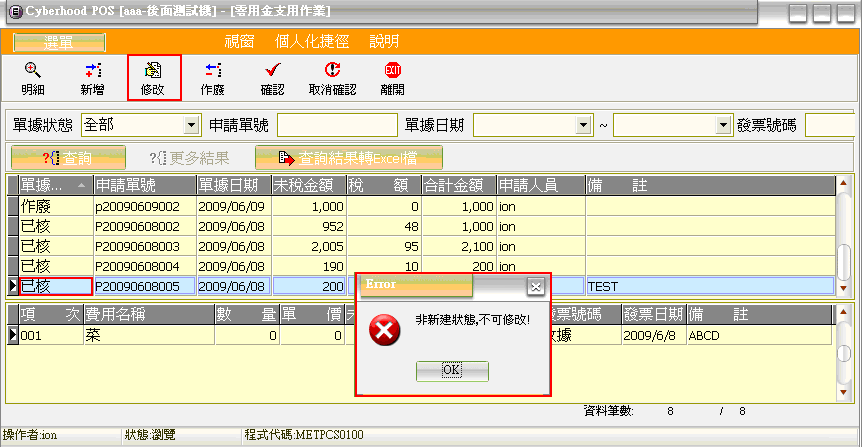 Cyberhood POS [aaa-後面測試機] - [零用金支用作業]
選單 視窗 個人化捷徑 說明
明細 新增 修改 作廢 確認 取消確認 離開
EXIT
單據狀態 全部 申請單號 單據日期 ~ 發票號碼
查詢 更多結果 查詢結果轉Excel檔
單據... 申請單號 單據日期 未稅金額 稅 額 合計金額 申請人員 備 註
作廢 p20090609002 2009/06/09 1,000 0 1,000 ion
已核 P20090608002 2009/06/08 952 48 1,000 ion
已核 P20090608003 2009/06/08 2,005 95 2,100 ion
已核 P20090608004 2009/06/08 190 10 200 ion
已核 P20090608005 2009/06/08 200 TEST
Error
非新建狀態,不可修改!
OK
項 次 費用名稱 數 量 單 價 發票號碼 發票日期 備 註
001 菜 0 0 據 2009/6/8 ABCD
資料筆數: 8 / 8
操作者:ion 狀態:瀏覽 程式代碼:METPCS0100